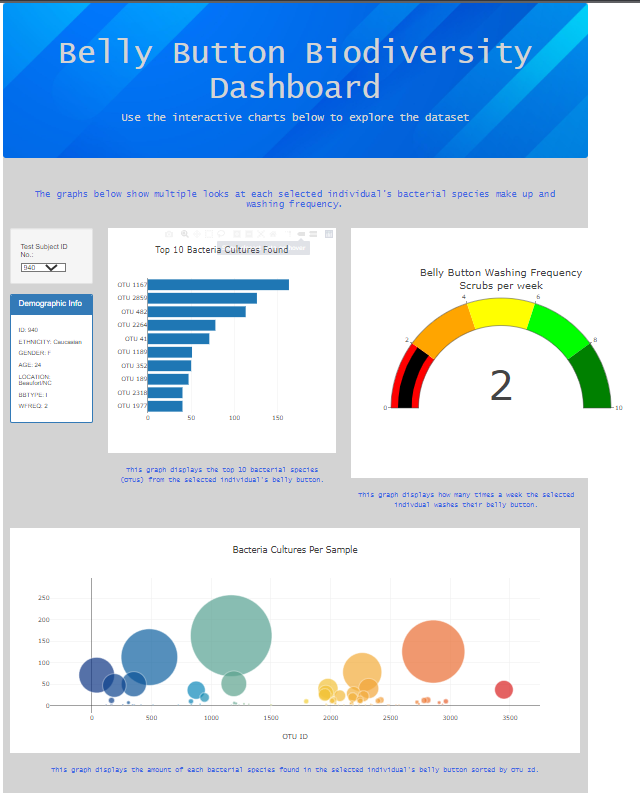 Belly Button Biodiversity
Dashboard
Use the interactive charts below to explore the dataset
The graphs below show multiple looks at each selected individual's bacterial species make up and
washing frequency.
Test Subject ID
No.:
940
Demographic Info
ID: 940
ETHNICITY: Caucasian
GENDER: F
AGE: 24
LOCATION:
Beaufort/NC
BBTYPE: I
WFREQ: 2
Top 10 Bacteria Cultures Found
OTU 1167
OTU 2859
OTU 482
OTU 2264
OTU 41
OTU 1189
OTU 352
OTU 189
OTU 2318
OTU 1977
0 50 100 150
This graph displays the top 10 bacterial species
(OTUs) from the selected individual's belly button.
Belly Button Washing Frequency
Scrubs per week
0 2 4 6 8 10
2
This graph displays how many times a week the selected
indivdual washes their belly button.
Bacteria Cultures Per Sample
250
200
150
100
50
0
0 500 1000 1500 2000 2500 3000 3500
OTU ID
This graph displays the amount of each bacterial species found in the selected individual's belly button sorted by OTU Id.